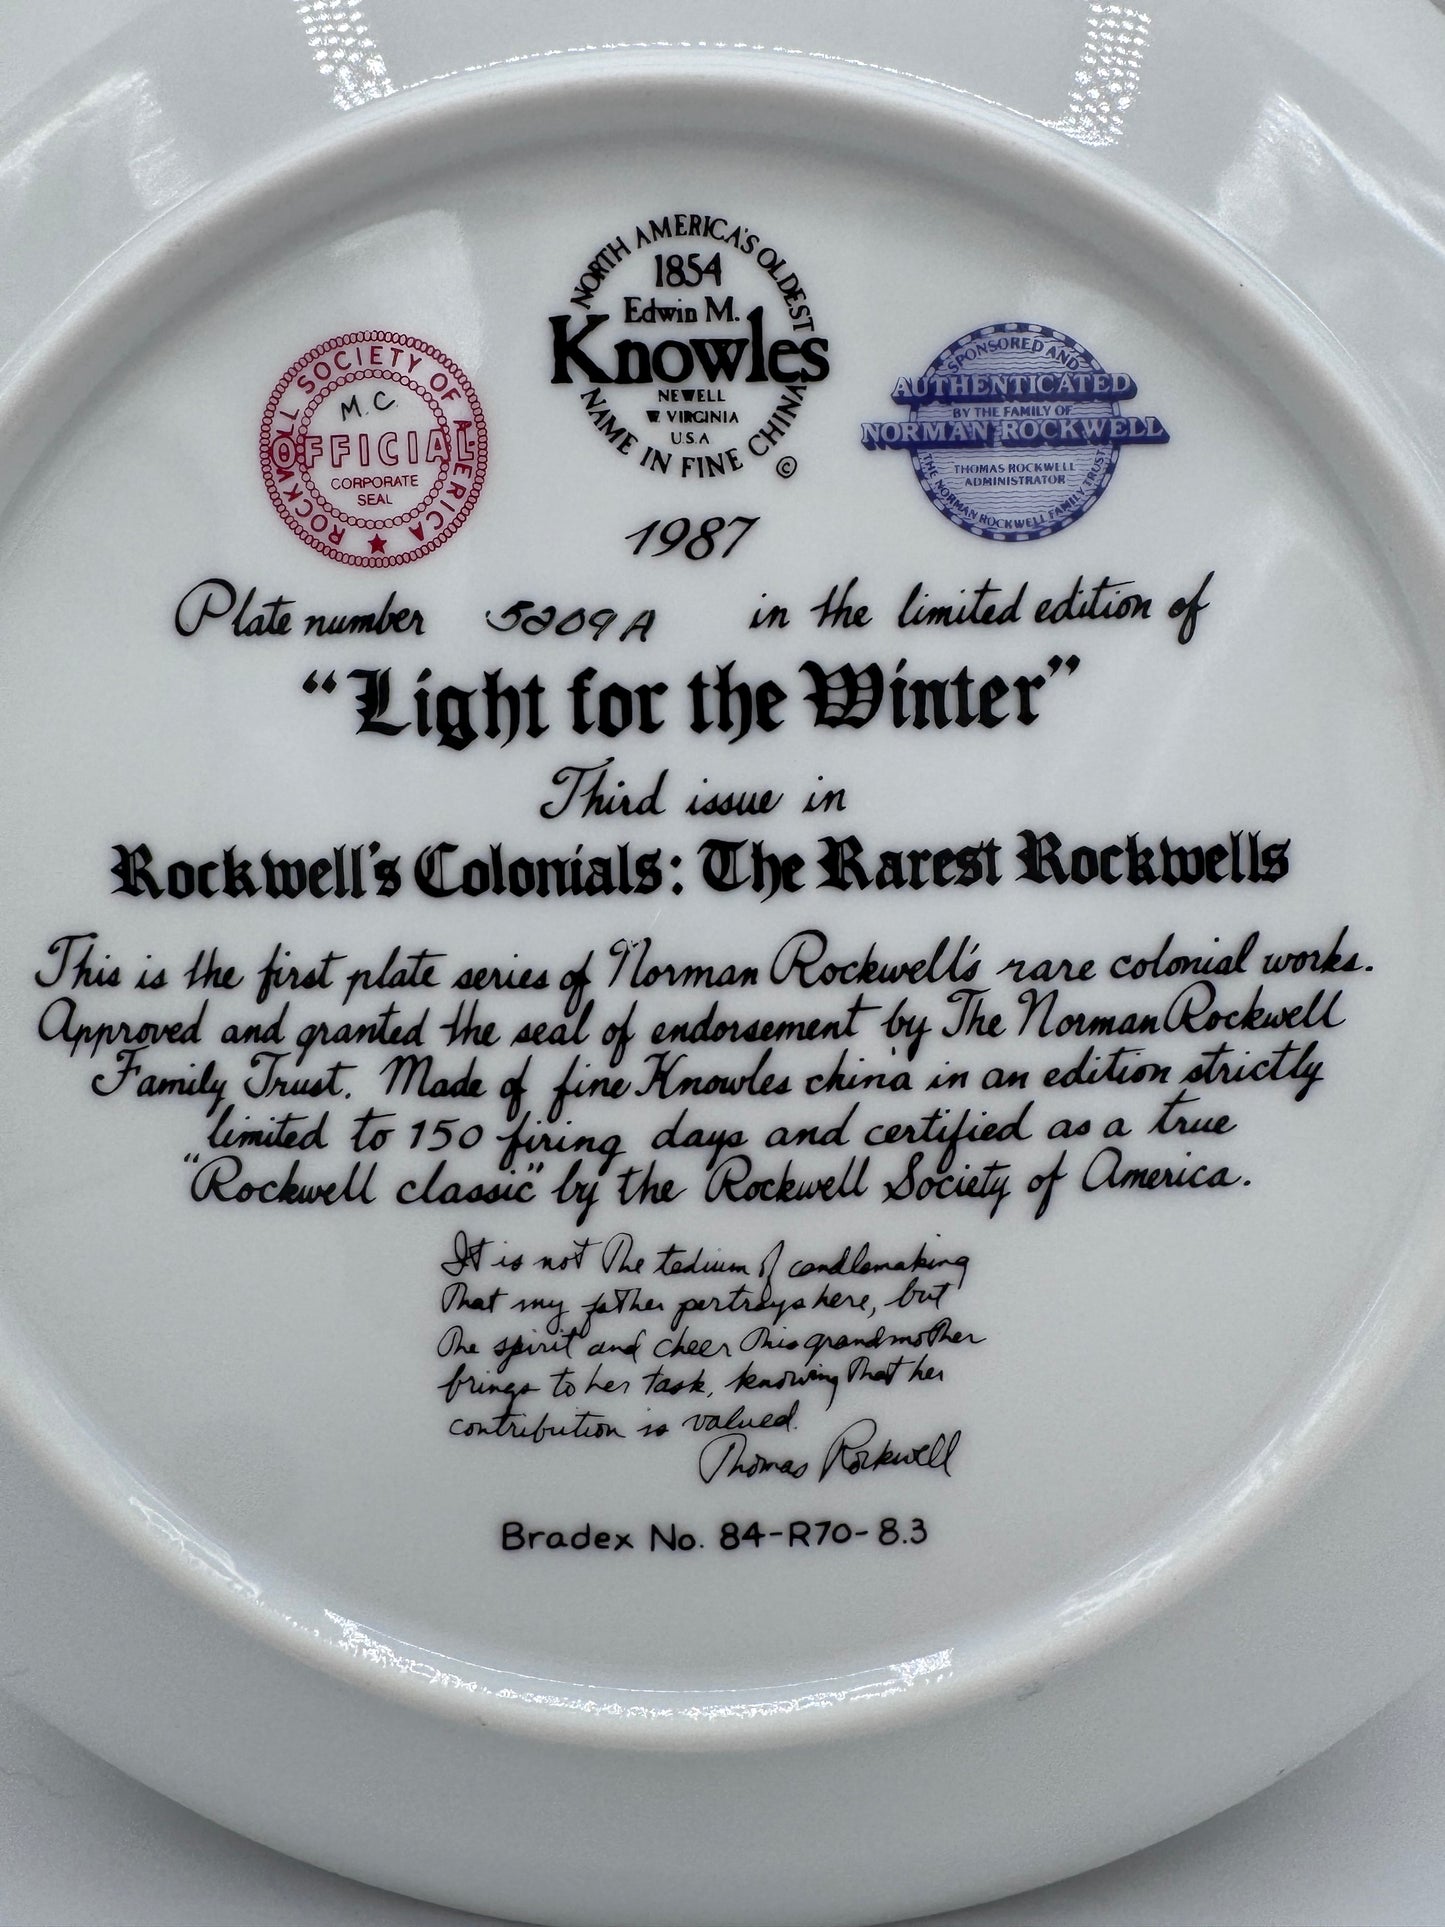 NORTH AMERICA'S OLDEST
1854
Edwin M.
Knowles
NEWELL
W. VIRGINIA
U.S.A
NAME IN FINE CHINA
©
ROCKWELL SOCIETY OF AMERICA
M.C.
OFFICIAL
CORPORATE
SEAL
SPONSORED AND
AUTHENTICATED
BY THE FAMILY OF
NORMAN ROCKWELL
THOMAS ROCKWELL
ADMINISTRATOR
THE NORMAN ROCKWELL FAMILY TRUST
1987
Plate number 5209A in the limited edition of
"Light for the Winter"
Third issue in
Rockwell's Colonials: The Rarest Rockwells
This is the first plate series of Norman Rockwell's rare colonial works.
Approved and granted the seal of endorsement by The Norman Rockwell
Family Trust. Made of fine Knowles china in an edition strictly
limited to 150 firing days and certified as a true
"Rockwell classic" by the Rockwell Society of America.
It is not the tedium of candlemaking
that my father portrays here, but
the spirit and cheer this grandmother
brings to her task, knowing that her
contribution is valued.
Thomas Rockwell
Bradex No. 84-R70-8.3